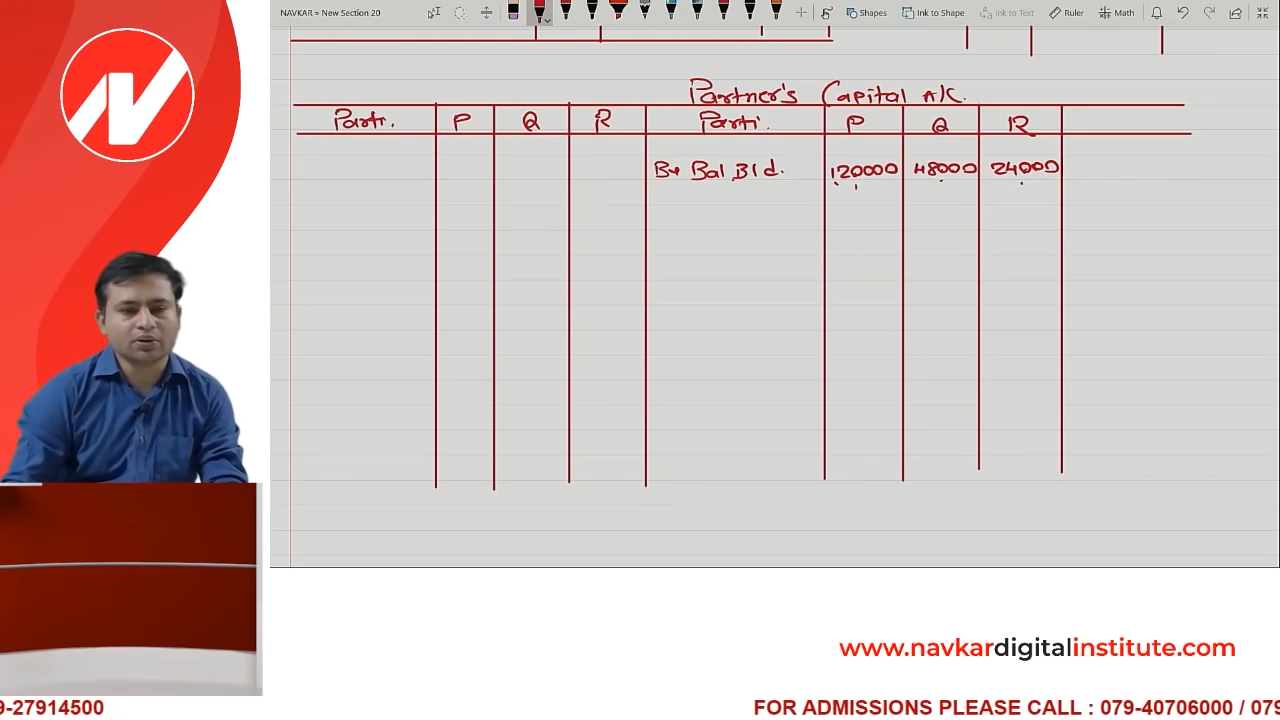 NAVKAR » New Section 20
Shapes Ink to Shape Ink to Text Ruler Math
Partner's Capital A/C.
Parti. P Q R Parti. P Q R
By Bal B/d. 120000 48000 24000
www.navkardigitalinstitute.com
9-27914500 FOR ADMISSIONS PLEASE CALL : 079-40706000 / 079